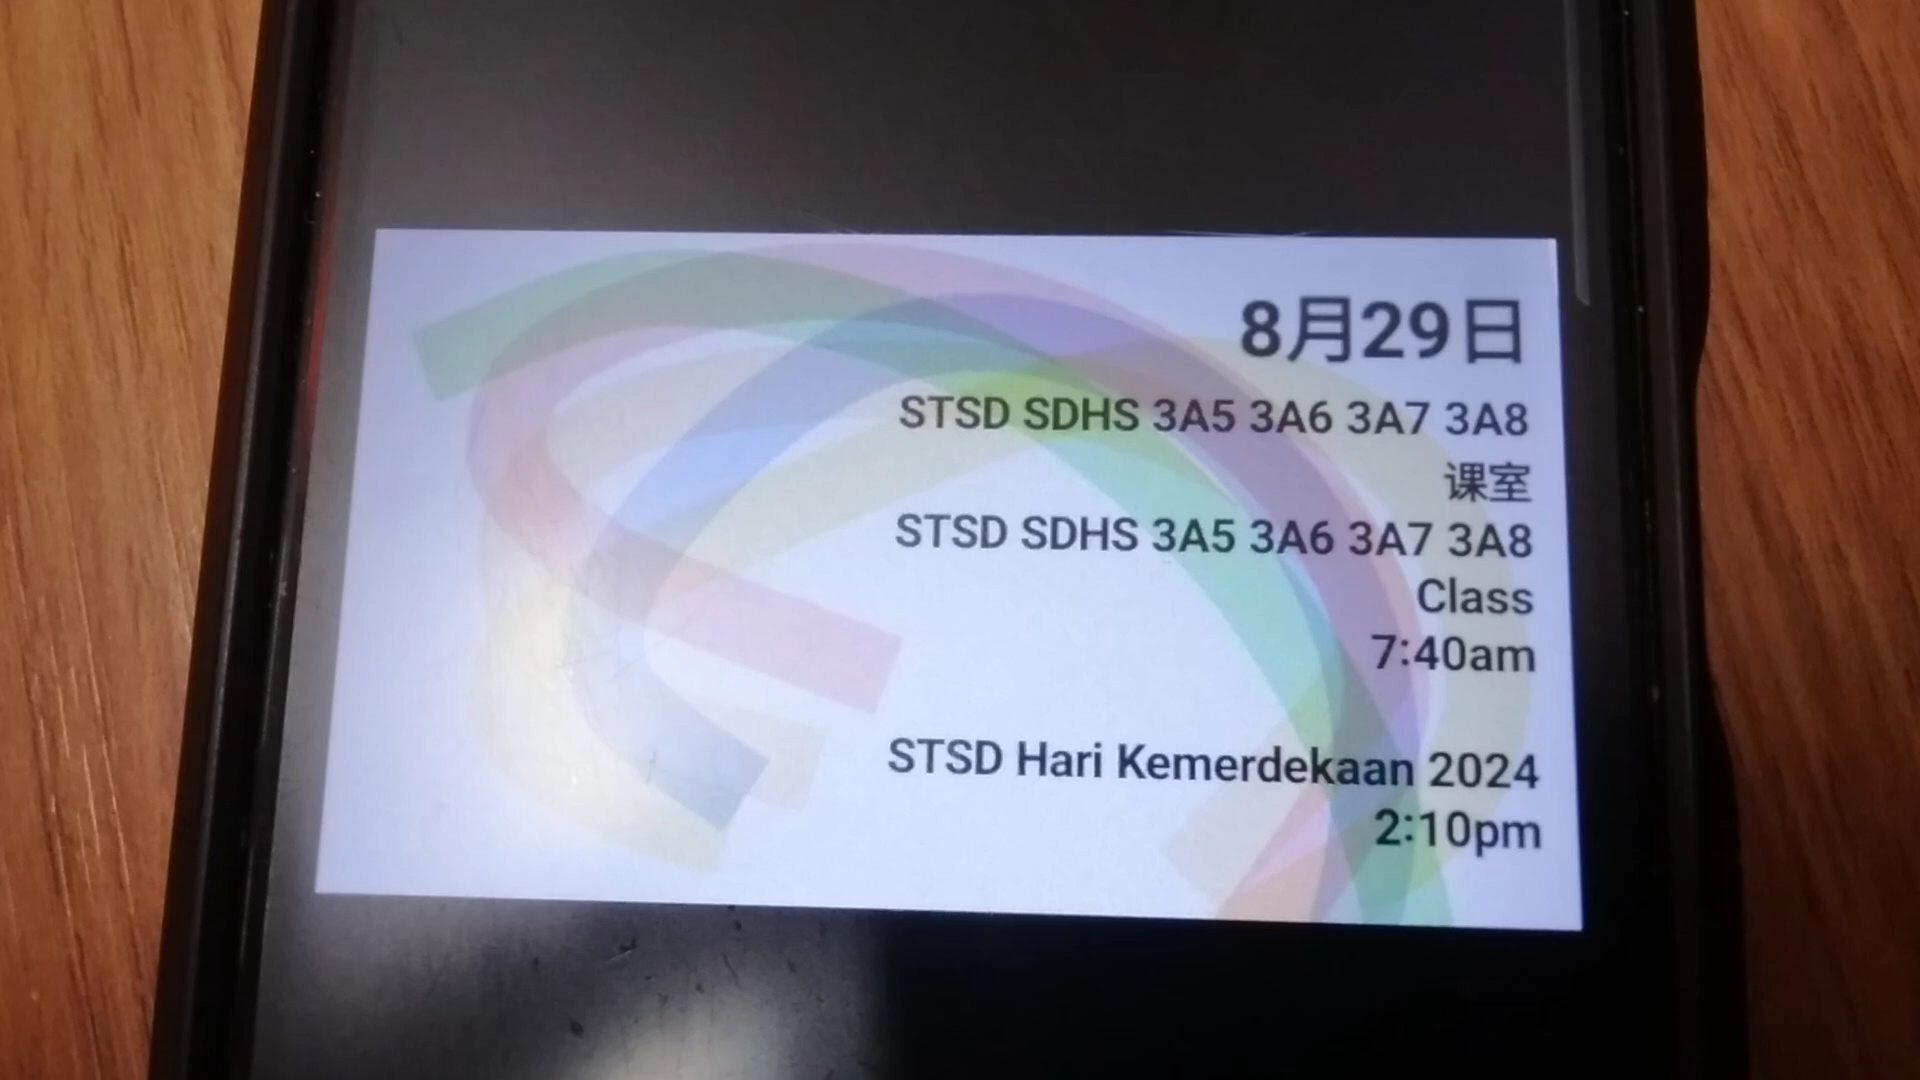 8月29日
STSD SDHS 3A5 3A6 3A7 3A8
课室
STSD SDHS 3A5 3A6 3A7 3A8
Class
7:40am
STSD Hari Kemerdekaan 2024
2:10pm